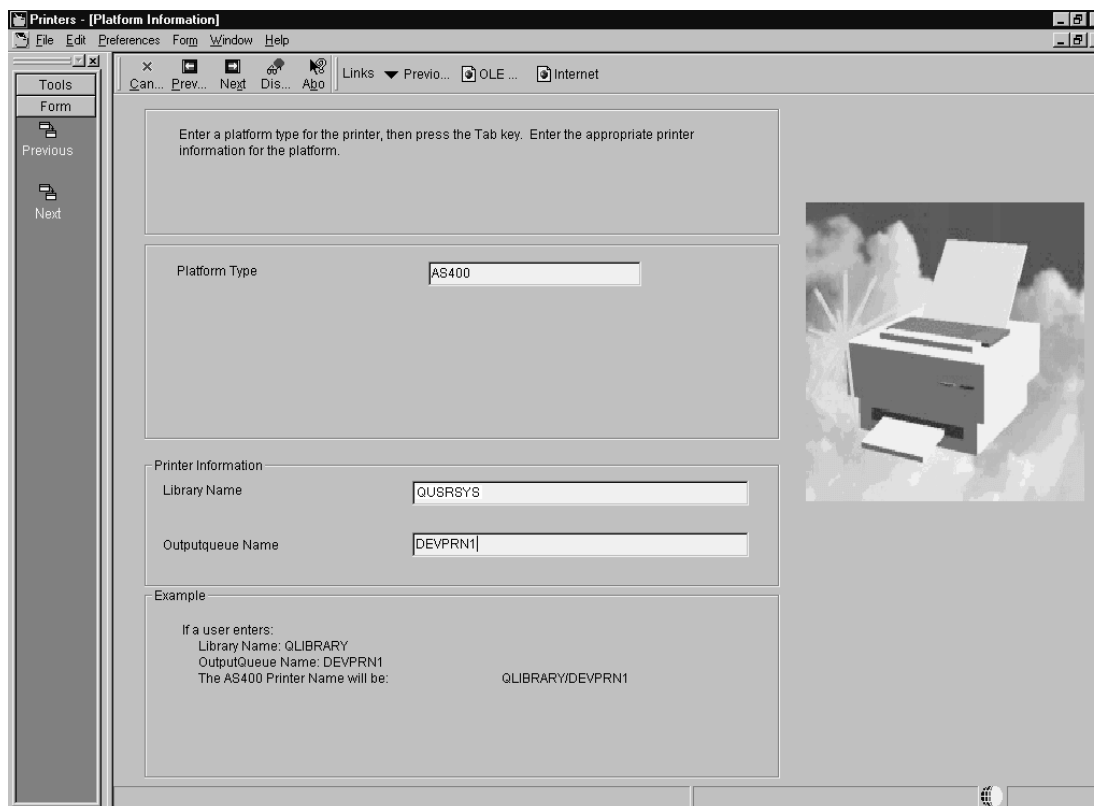 Printers - [Platform Information]
File Edit Preferences Form Window Help
Can... Prev... Next Dis... Abo Links Previo... OLE ... Internet
Tools
Form
Previous
Next
Enter a platform type for the printer, then press the Tab key. Enter the appropriate printer
information for the platform.
Platform Type AS400
Printer Information
Library Name QUSRSYS
Outputqueue Name DEVPRN1
Example
If a user enters:
Library Name: QLIBRARY
OutputQueue Name: DEVPRN1
The AS400 Printer Name will be: QLIBRARY/DEVPRN1